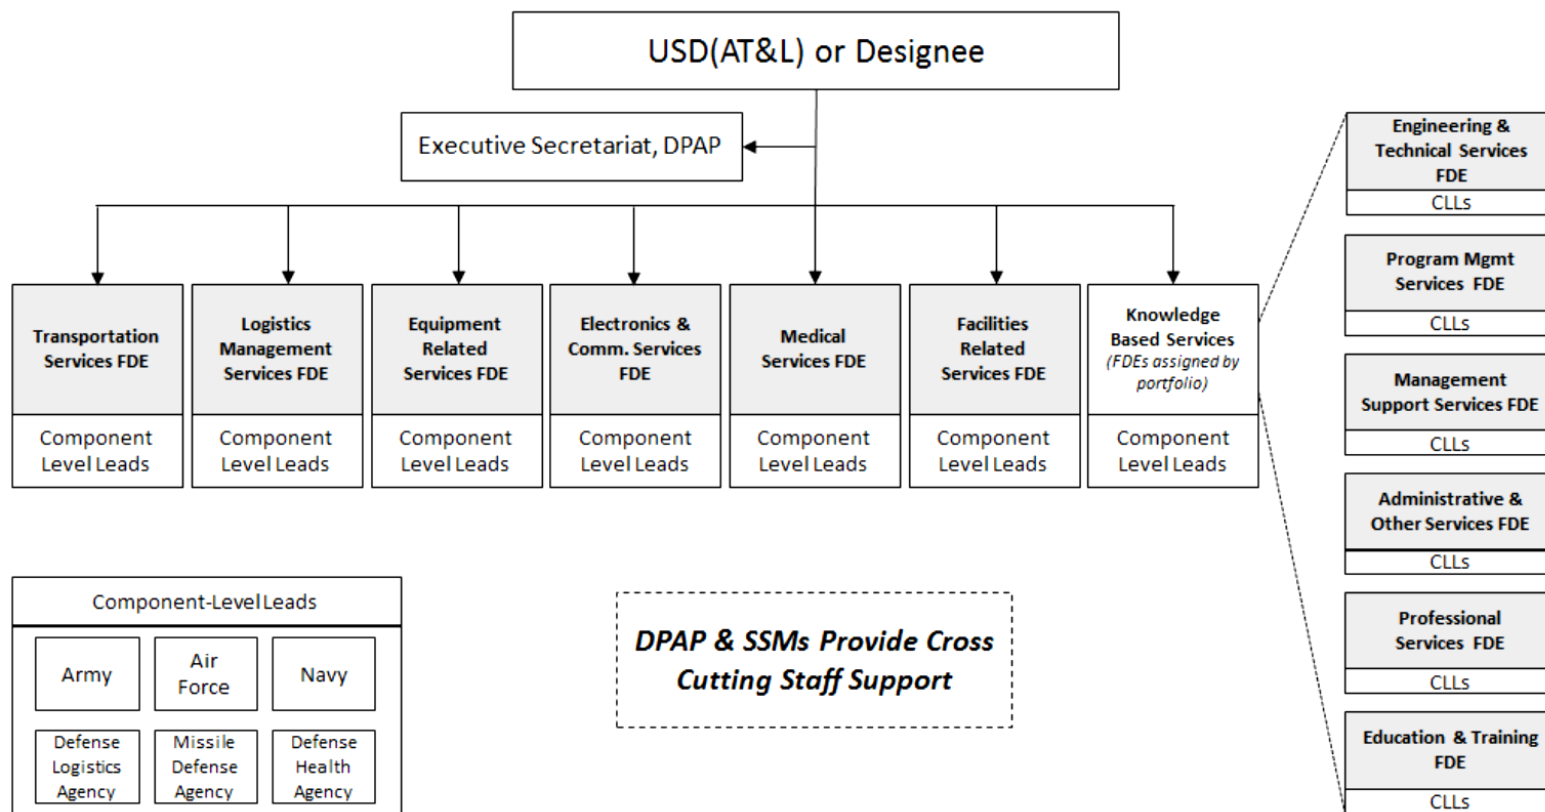 USD(AT&L) or Designee
Executive Secretariat, DPAP
Transportation
Services FDE
Component
Level Leads
Logistics
Management
Services FDE
Component
Level Leads
Equipment
Related
Services FDE
Component
Level Leads
Electronics &
Comm. Services
FDE
Component
Level Leads
Medical
Services FDE
Component
Level Leads
Facilities
Related
Services FDE
Component
Level Leads
Knowledge
Based Services
(FDEs assigned by
portfolio)
Component
Level Leads
Engineering &
Technical Services
FDE
CLLs
Program Mgmt
Services FDE
CLLs
Management
Support Services FDE
CLLs
Administrative &
Other Services FDE
CLLs
Professional
Services FDE
CLLs
Education & Training
FDE
CLLs
Component-Level Leads
Army
Air
Force
Navy
Defense
Logistics
Agency
Missile
Defense
Agency
Defense
Health
Agency
DPAP & SSMs Provide Cross
Cutting Staff Support